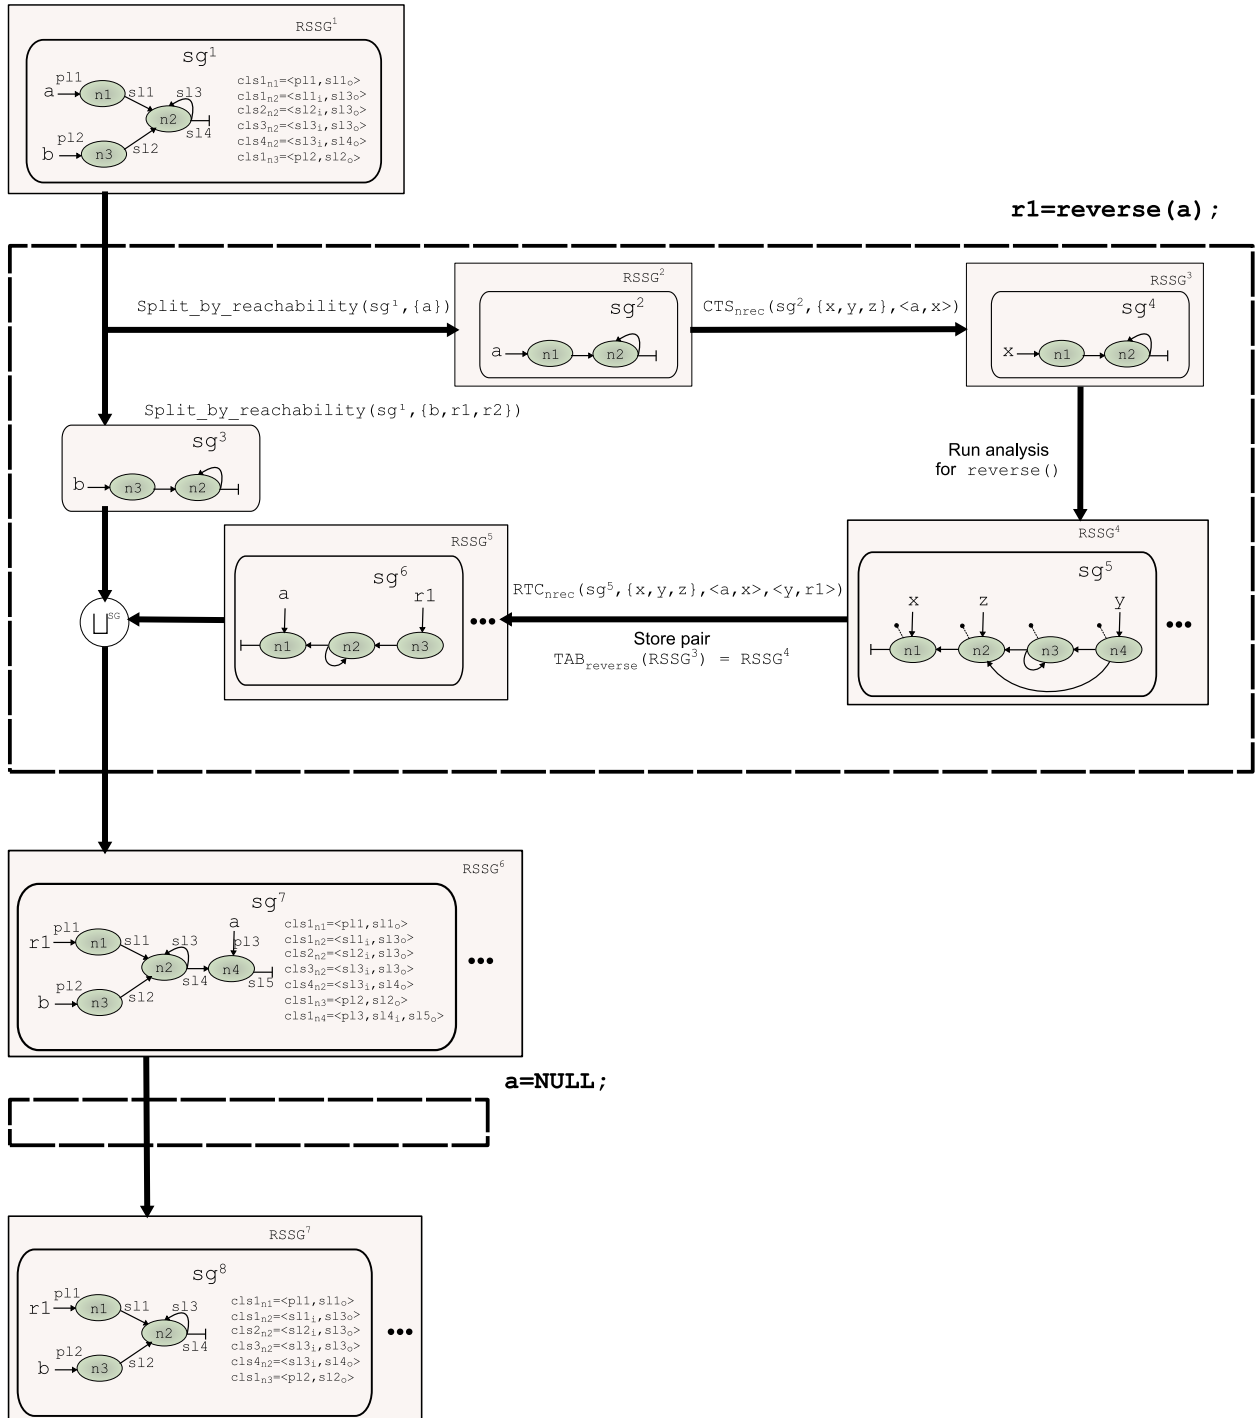 RSSG¹
sg¹
pl1
a
n1
sl1
sl3
n2
sl4
pl2
b
n3
sl2
cls1n1=<pl1,sl1o>
cls1n2=<sl1i,sl3o>
cls2n2=<sl2i,sl3o>
cls3n2=<sl3i,sl3o>
cls4n2=<sl3i,sl4o>
cls1n3=<pl2,sl2o>
r1=reverse(a);
Split_by_reachability(sg¹,{a})
RSSG²
sg²
a
n1
n2
CTSnrec(sg²,{x,y,z},<a,x>)
RSSG³
sg⁴
x
n1
n2
Split_by_reachability(sg¹,{b,r1,r2})
sg³
b
n3
n2
Run analysis
for reverse()
RSSG⁴
sg⁵
x
z
y
n1
n2
n3
n4
•••
RTCnrec(sg⁵,{x,y,z},<a,x>,<y,r1>)
Store pair
TABreverse(RSSG³) = RSSG⁴
RSSG⁵
sg⁶
a
r1
n1
n2
n3
•••
⊔SG
RSSG⁶
sg⁷
pl1
r1
n1
sl1
sl3
n2
sl4
a
pl3
n4
sl5
pl2
b
n3
sl2
cls1n1=<pl1,sl1o>
cls1n2=<sl1i,sl3o>
cls2n2=<sl2i,sl3o>
cls3n2=<sl3i,sl3o>
cls4n2=<sl3i,sl4o>
cls1n3=<pl2,sl2o>
cls1n4=<pl3,sl4i,sl5o>
•••
a=NULL;
RSSG⁷
sg⁸
pl1
r1
n1
sl1
sl3
n2
sl4
pl2
b
n3
sl2
cls1n1=<pl1,sl1o>
cls1n2=<sl1i,sl3o>
cls2n2=<sl2i,sl3o>
cls3n2=<sl3i,sl3o>
cls4n2=<sl3i,sl4o>
cls1n3=<pl2,sl2o>
•••